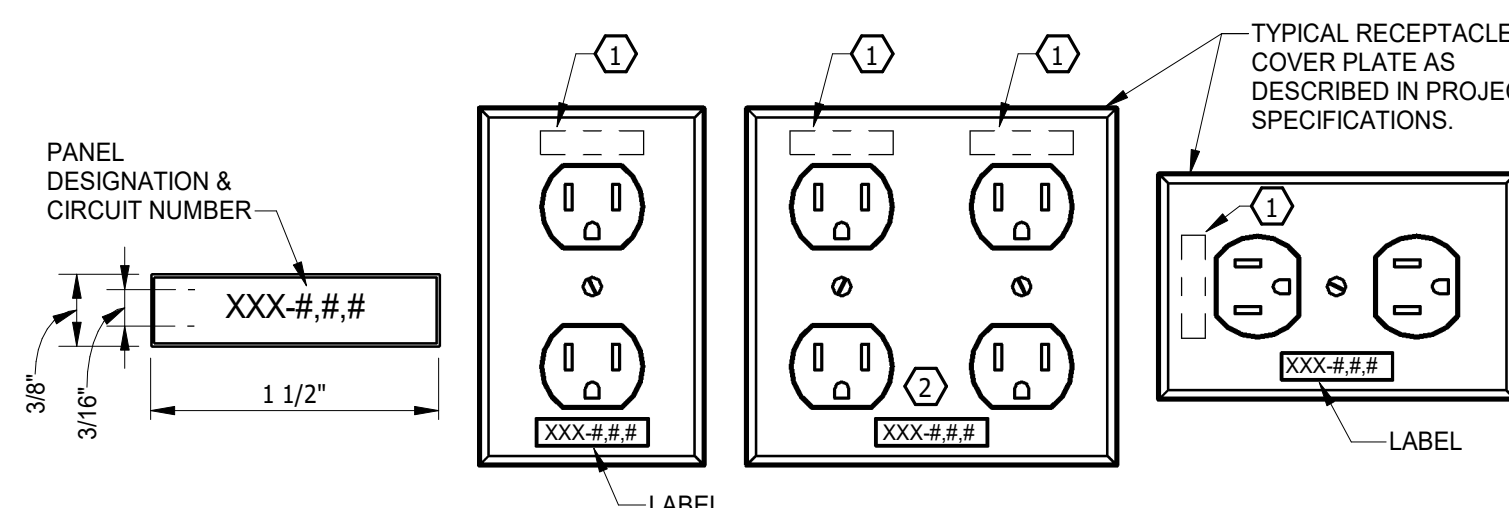 PANEL
DESIGNATION &
CIRCUIT NUMBER
XXX-#,#,#
3/8"
3/16"
1 1/2"
1
XXX-#,#,#
LABEL
1
1
2
XXX-#,#,#
TYPICAL RECEPTACLE
COVER PLATE AS
DESCRIBED IN PROJEC
SPECIFICATIONS.
1
XXX-#,#,#
LABEL